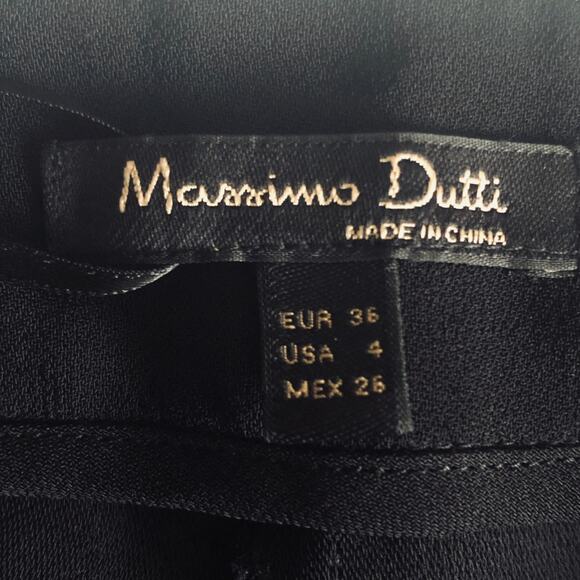 Massimo Dutti
MADE IN CHINA
EUR 36
USA 4
MEX 26